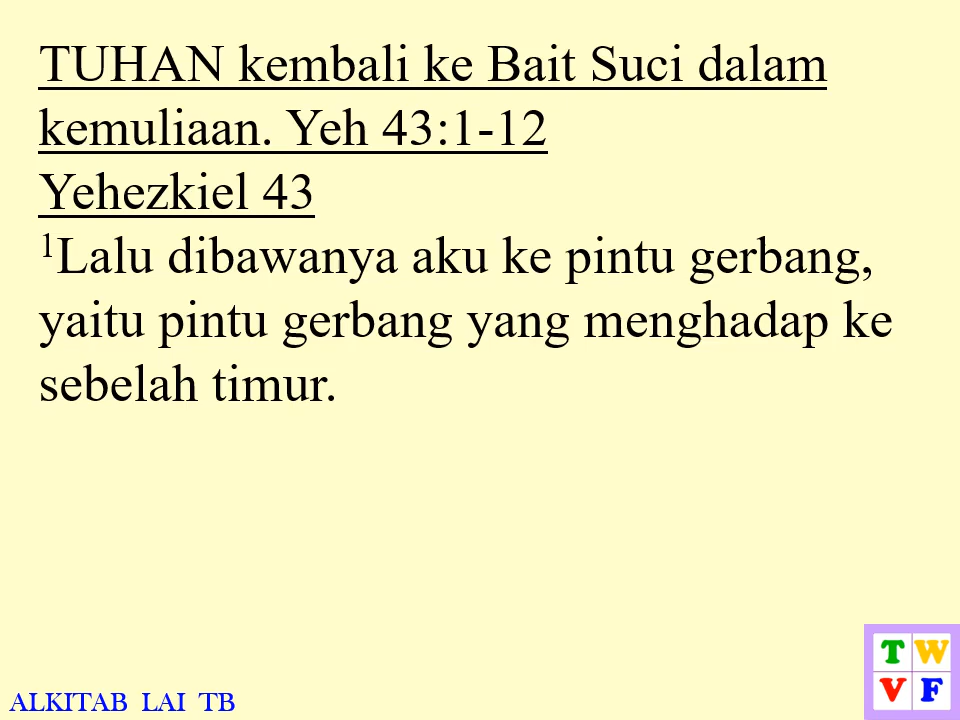 TUHAN kembali ke Bait Suci dalam
kemuliaan. Yeh 43:1-12
Yehezkiel 43
¹Lalu dibawanya aku ke pintu gerbang,
yaitu pintu gerbang yang menghadap ke
sebelah timur.
ALKITAB LAI TB
T W
V F